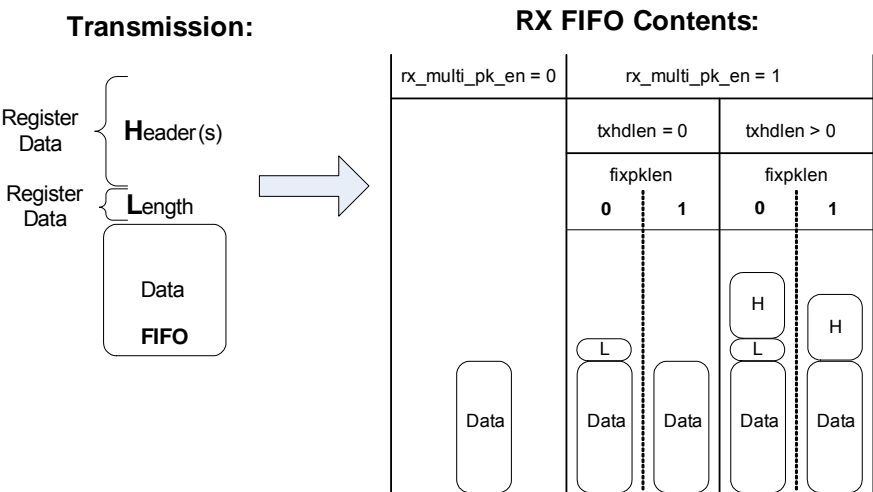 Transmission:
RX FIFO Contents:
Register
Data
Header(s)
Register
Data
Length
Data
FIFO
rx_multi_pk_en = 0
rx_multi_pk_en = 1
txhdlen = 0
txhdlen > 0
fixpklen
fixpklen
0
1
0
1
H
H
L
L
Data
Data
Data
Data
Data